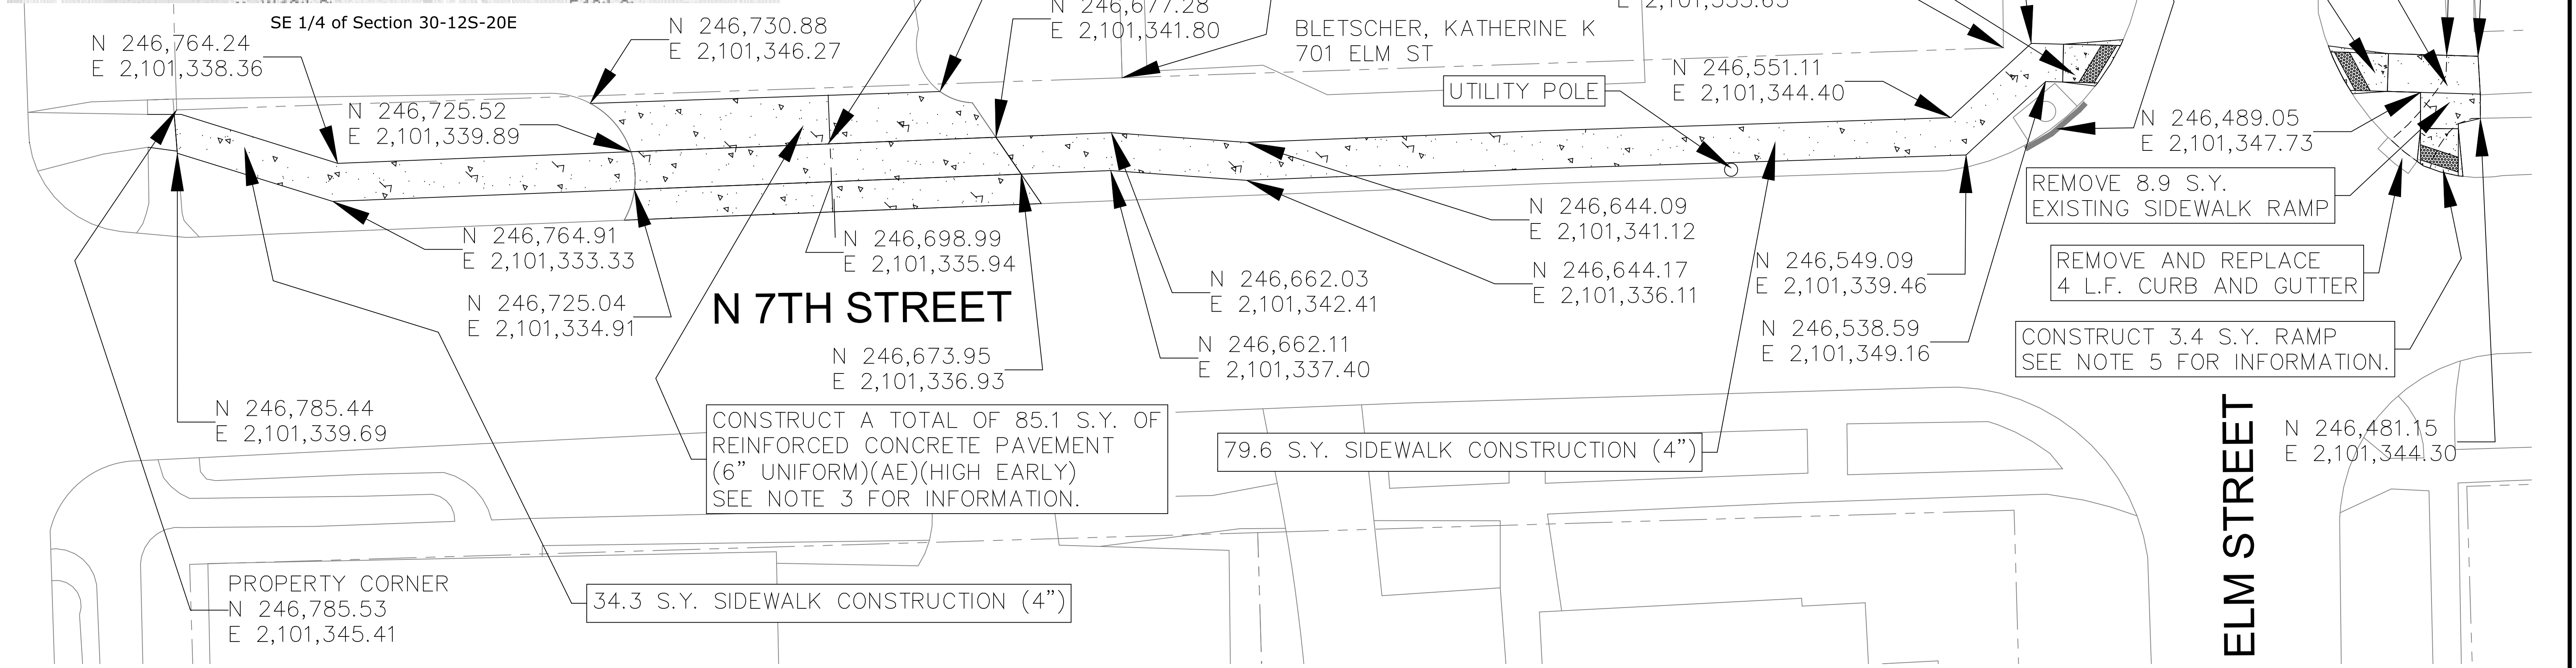 SE 1/4 of Section 30-12S-20E
N 246,764.24
E 2,101,338.36
N 246,730.88
E 2,101,346.27
N 246,677.28
E 2,101,341.80
BLETSCHER, KATHERINE K
701 ELM ST
UTILITY POLE
N 246,551.11
E 2,101,344.40
N 246,725.52
E 2,101,339.89
N 246,489.05
E 2,101,347.73
REMOVE 8.9 S.Y.
EXISTING SIDEWALK RAMP
REMOVE AND REPLACE
4 L.F. CURB AND GUTTER
CONSTRUCT 3.4 S.Y. RAMP
SEE NOTE 5 FOR INFORMATION.
N 246,764.91
E 2,101,333.33
N 246,725.04
E 2,101,334.91
N 246,698.99
E 2,101,335.94
N 7TH STREET
N 246,673.95
E 2,101,336.93
N 246,662.03
E 2,101,342.41
N 246,662.11
E 2,101,337.40
N 246,644.09
E 2,101,341.12
N 246,644.17
E 2,101,336.11
N 246,549.09
E 2,101,339.46
N 246,538.59
E 2,101,349.16
N 246,785.44
E 2,101,339.69
CONSTRUCT A TOTAL OF 85.1 S.Y. OF
REINFORCED CONCRETE PAVEMENT
(6" UNIFORM)(AE)(HIGH EARLY)
SEE NOTE 3 FOR INFORMATION.
79.6 S.Y. SIDEWALK CONSTRUCTION (4")
N 246,481.15
E 2,101,344.30
ELM STREET
PROPERTY CORNER
N 246,785.53
E 2,101,345.41
34.3 S.Y. SIDEWALK CONSTRUCTION (4")